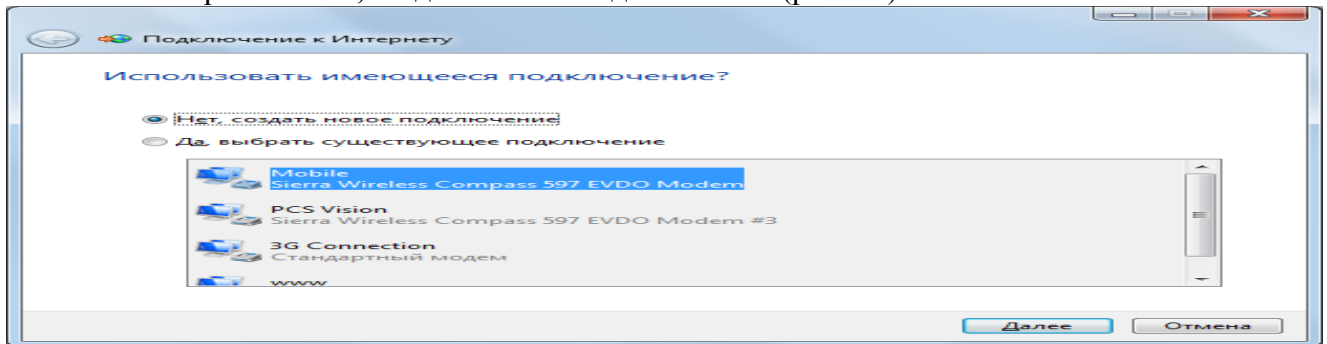 Подключение к Интернету
Использовать имеющееся подключение?
Нет, создать новое подключение
Да, выбрать существующее подключение
Mobile
Sierra Wireless Compass 597 EVDO Modem
PCS Vision
Sierra Wireless Compass 597 EVDO Modem #3
3G Connection
Стандартный модем
www
Далее Отмена